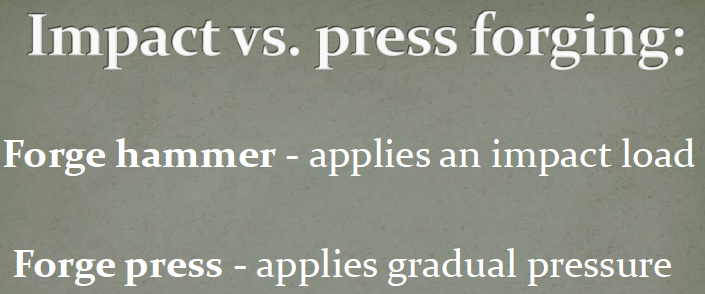 Impact vs. press forging:
Forge hammer - applies an impact load
Forge press - applies gradual pressure